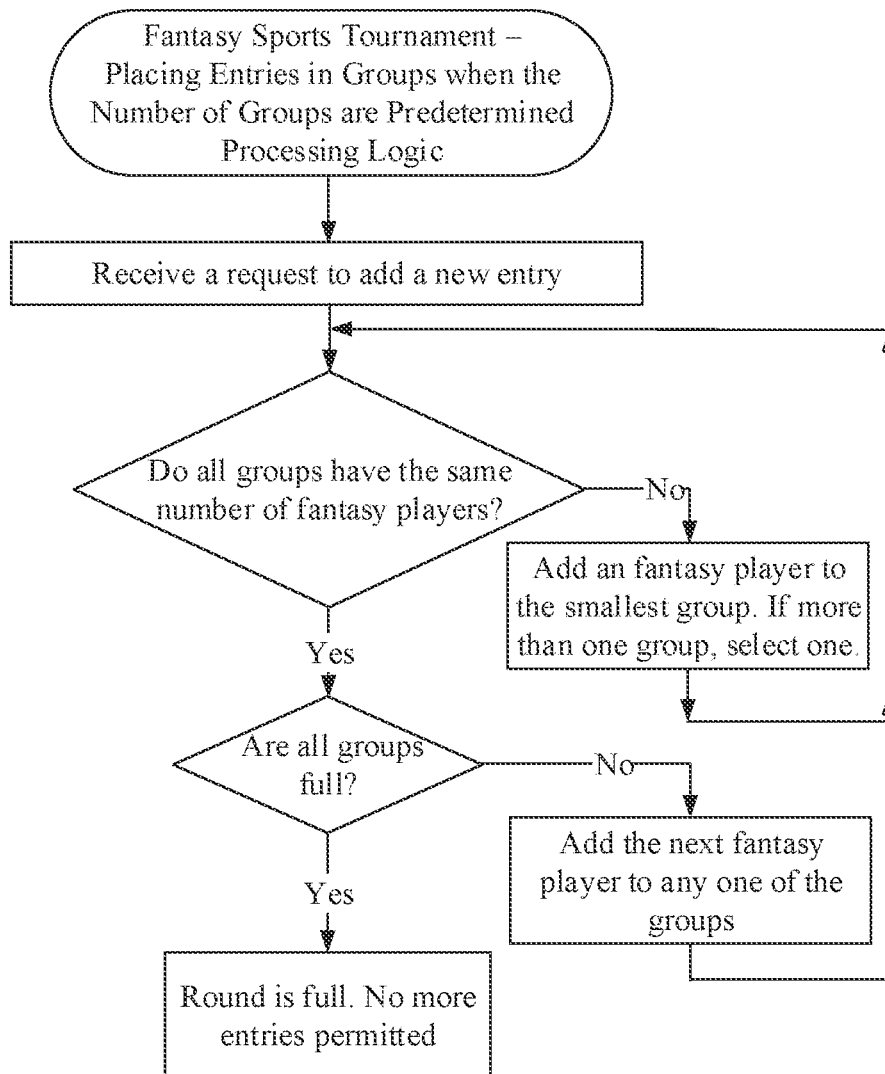 Fantasy Sports Tournament –
Placing Entries in Groups when the
Number of Groups are Predetermined
Processing Logic
Receive a request to add a new entry
Do all groups have the same
number of fantasy players?
No
Add an fantasy player to
the smallest group. If more
than one group, select one.
Yes
Are all groups
full?
No
Add the next fantasy
player to any one of the
groups
Yes
Round is full. No more
entries permitted